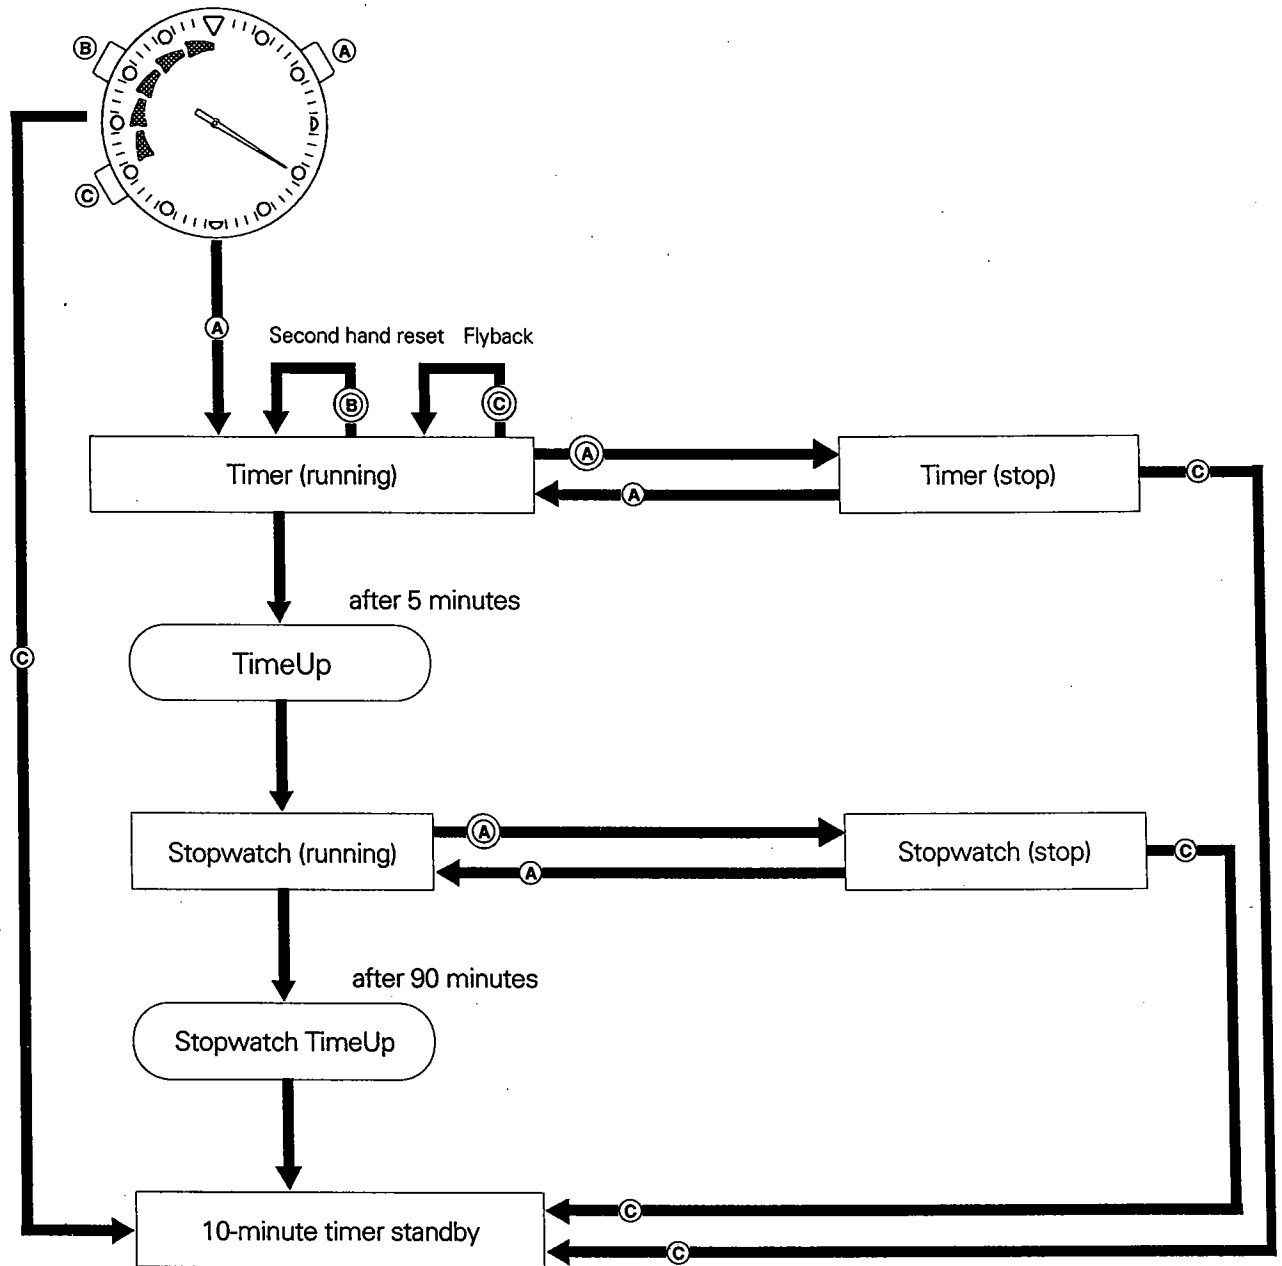 B
A
C
A
Second hand reset Flyback
B
C
Timer (running)
A
A
Timer (stop)
C
after 5 minutes
TimeUp
C
Stopwatch (running)
A
A
Stopwatch (stop)
C
after 90 minutes
Stopwatch TimeUp
10-minute timer standby
C
C